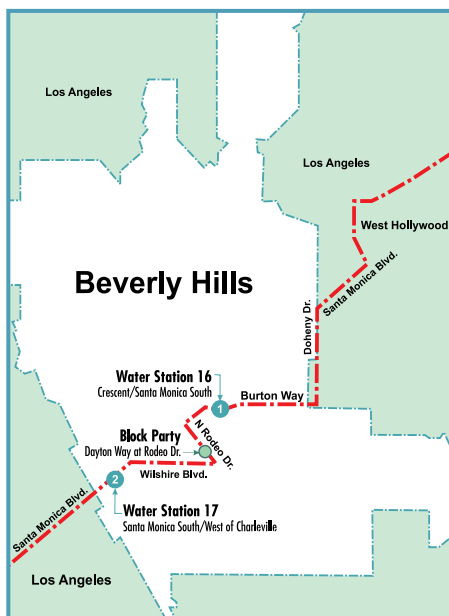 Los Angeles
Los Angeles
West Hollywood
Santa Monica Blvd.
Beverly Hills
Doheny Dr.
Water Station 16
Crescent/Santa Monica South
1
Burton Way
N Rodeo Dr.
Block Party
Dayton Way at Rodeo Dr.
2
Wilshire Blvd.
Santa Monica Blvd.
Water Station 17
Santa Monica South/West of Charleville
Los Angeles